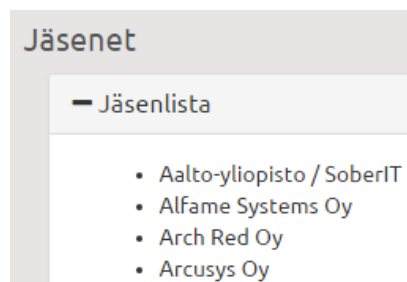 Jäsenet
Jäsenlista
Aalto-yliopisto / SoberIT
Alfame Systems Oy
Arch Red Oy
Arcusys Oy